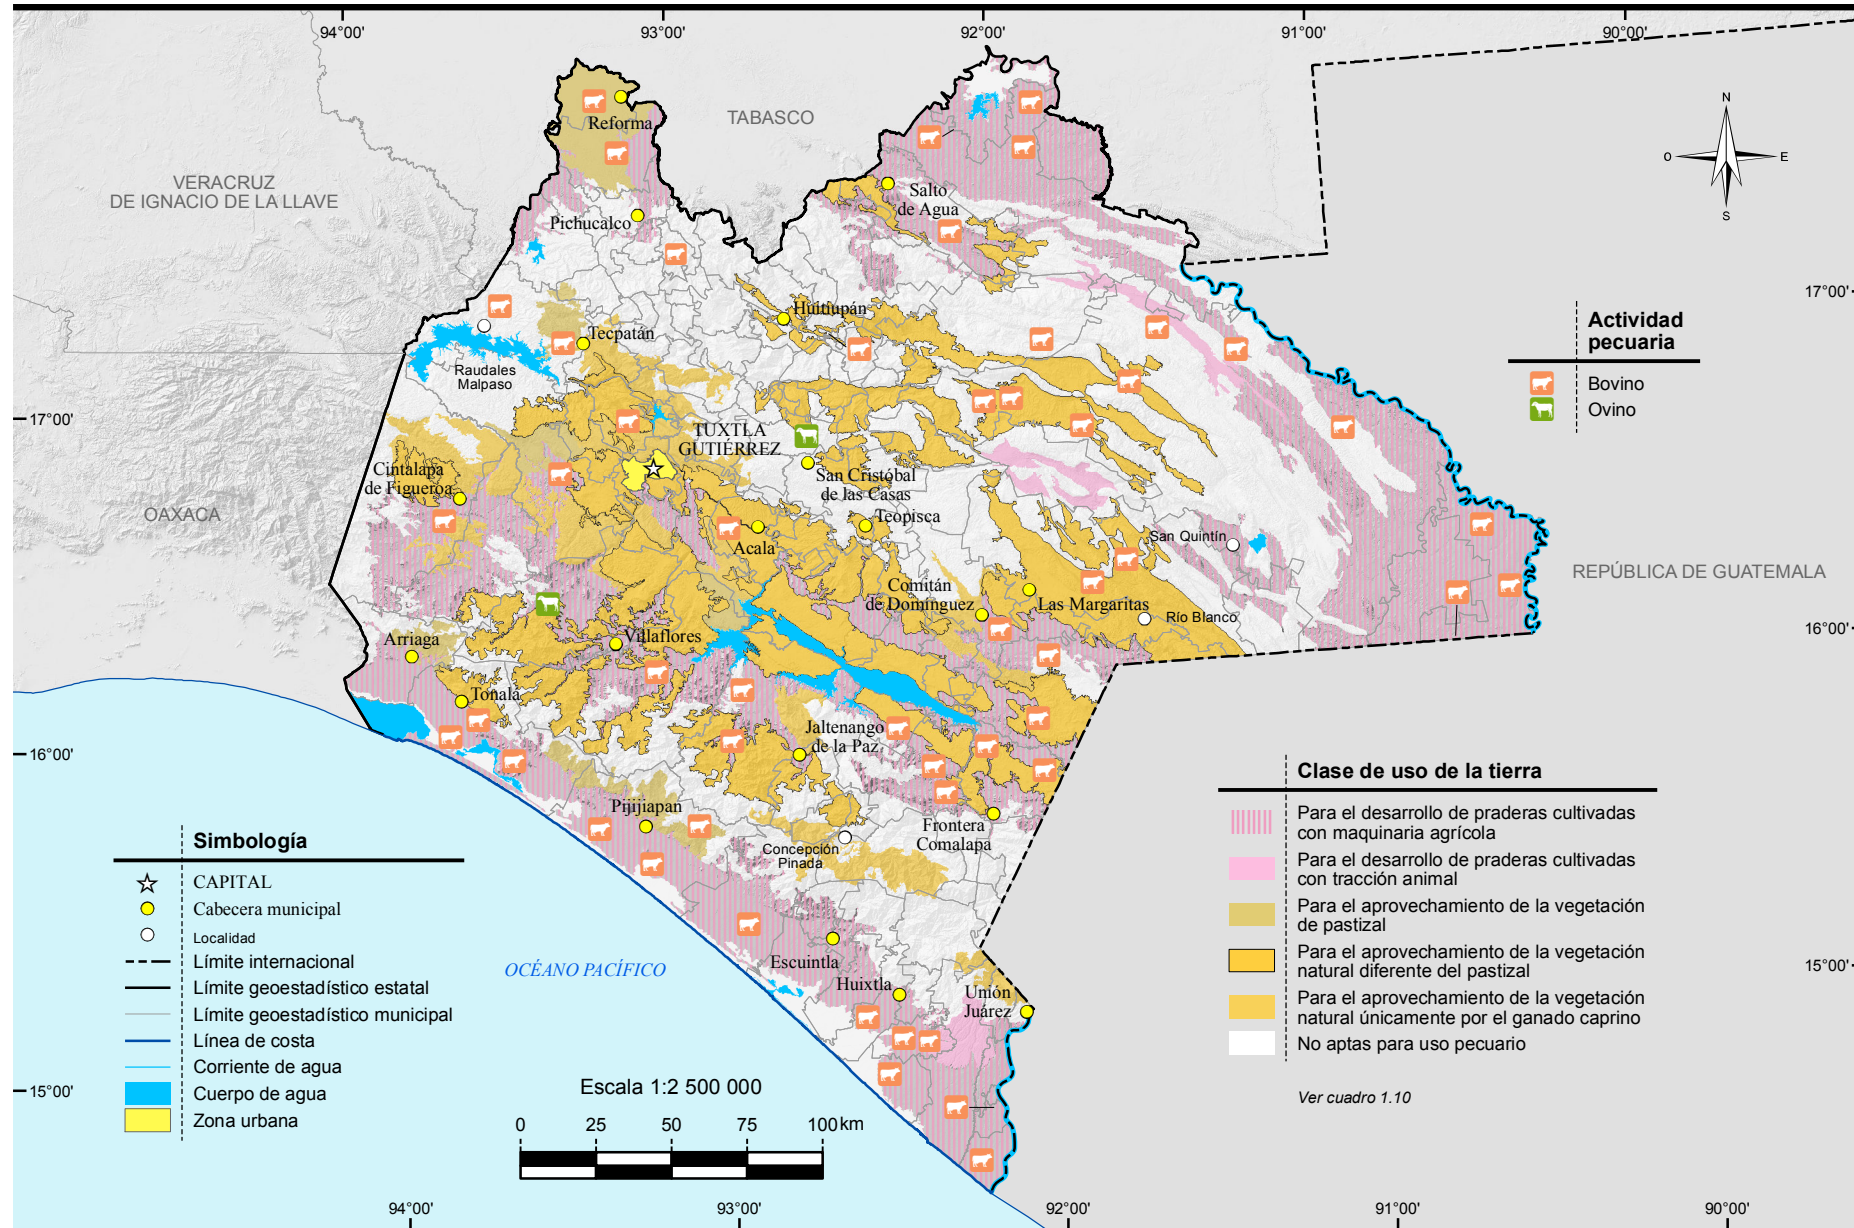 94°00'
93°00'
92°00'
91°00'
90°00'
TABASCO
N
O
E
S
VERACRUZ
DE IGNACIO DE LA LLAVE
Reforma
Salto
de Agua
Pichucalco
17°00'
Huitiupán
Tecpatán
Raudales
Malpaso
Actividad
pecuaria
Bovino
Ovino
17°00'
TUXTLA
GUTIÉRREZ
Cintalapa
de Figueroa
San Cristóbal
de las Casas
OAXACA
Teopisca
Acala
San Quintín
REPÚBLICA DE GUATEMALA
Comitán
de Domínguez
Las Margaritas
Río Blanco
16°00'
Arriaga
Villaflores
Tonalá
Jaltenango
de la Paz
16°00'
Pijijiapan
Frontera
Comalapa
Concepción
Pinada
Escuintla
Huixtla
Unión
Juárez
OCÉANO PACÍFICO
15°00'
Clase de uso de la tierra
Para el desarrollo de praderas cultivadas
con maquinaria agrícola
Para el desarrollo de praderas cultivadas
con tracción animal
Para el aprovechamiento de la vegetación
de pastizal
Para el aprovechamiento de la vegetación
natural diferente del pastizal
Para el aprovechamiento de la vegetación
natural únicamente por el ganado caprino
No aptas para uso pecuario
Ver cuadro 1.10
Simbología
CAPITAL
Cabecera municipal
Localidad
Límite internacional
Límite geoestadístico estatal
Límite geoestadístico municipal
Línea de costa
Corriente de agua
Cuerpo de agua
Zona urbana
15°00'
Escala 1:2 500 000
0
25
50
75
100 km
94°00'
93°00'
92°00'
91°00'
90°00'